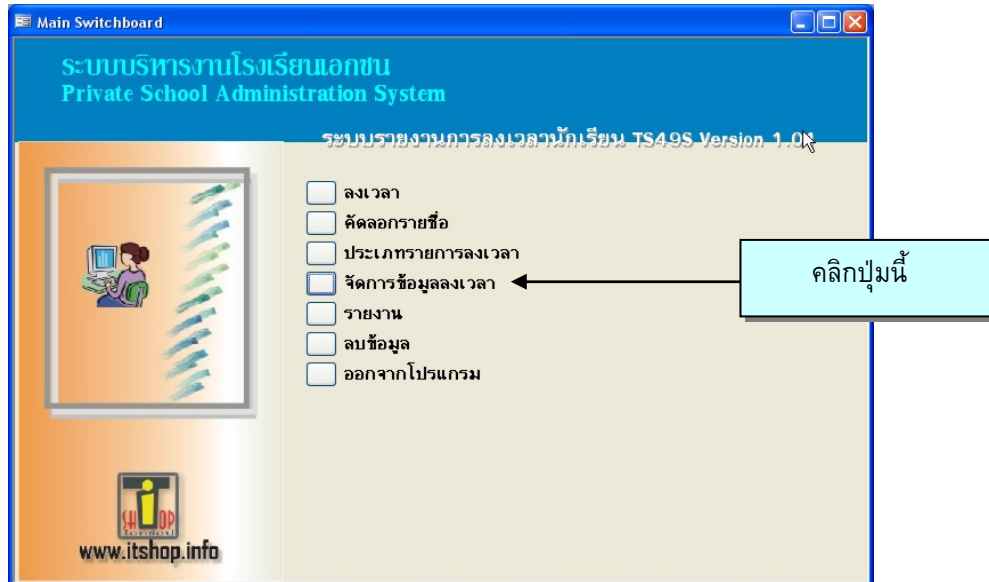 Main Switchboard
ระบบบริหารงานโรงเรียนเอกชน
Private School Administration System
ระบบรายงานการลงเวลานักเรียน TS49S Version 1.0
ลงเวลา
คัดลอกรายชื่อ
ประเภทรายการลงเวลา
จัดการข้อมูลลงเวลา
รายงาน
ลบข้อมูล
ออกจากโปรแกรม
คลิกปุ่มนี้
SHOP
www.itshop.info